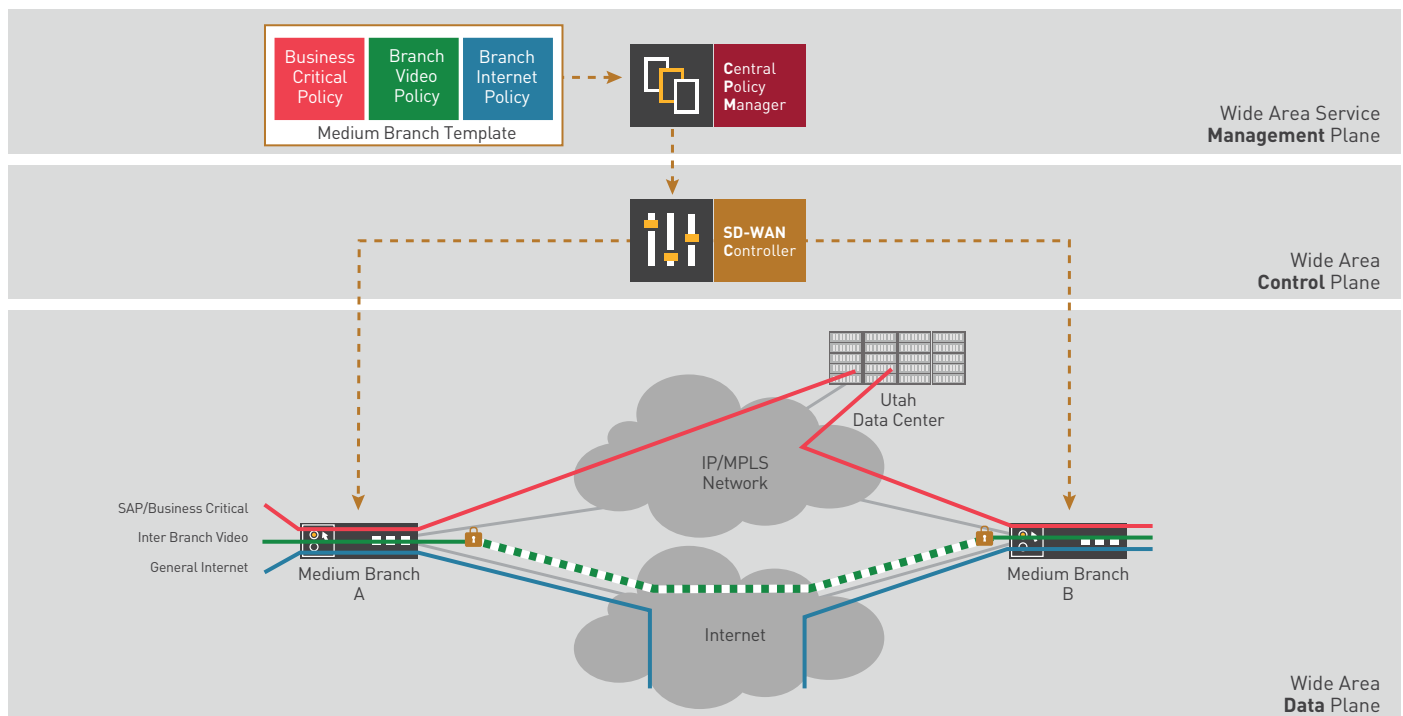 Business
Critical
Policy
Branch
Video
Policy
Branch
Internet
Policy
Medium Branch Template
Central
Policy
Manager
Wide Area Service
Management Plane
SD-WAN
Controller
Wide Area
Control Plane
Utah
Data Center
IP/MPLS
Network
SAP/Business Critical
Inter Branch Video
General Internet
Medium Branch
A
Medium Branch
B
Internet
Wide Area
Data Plane